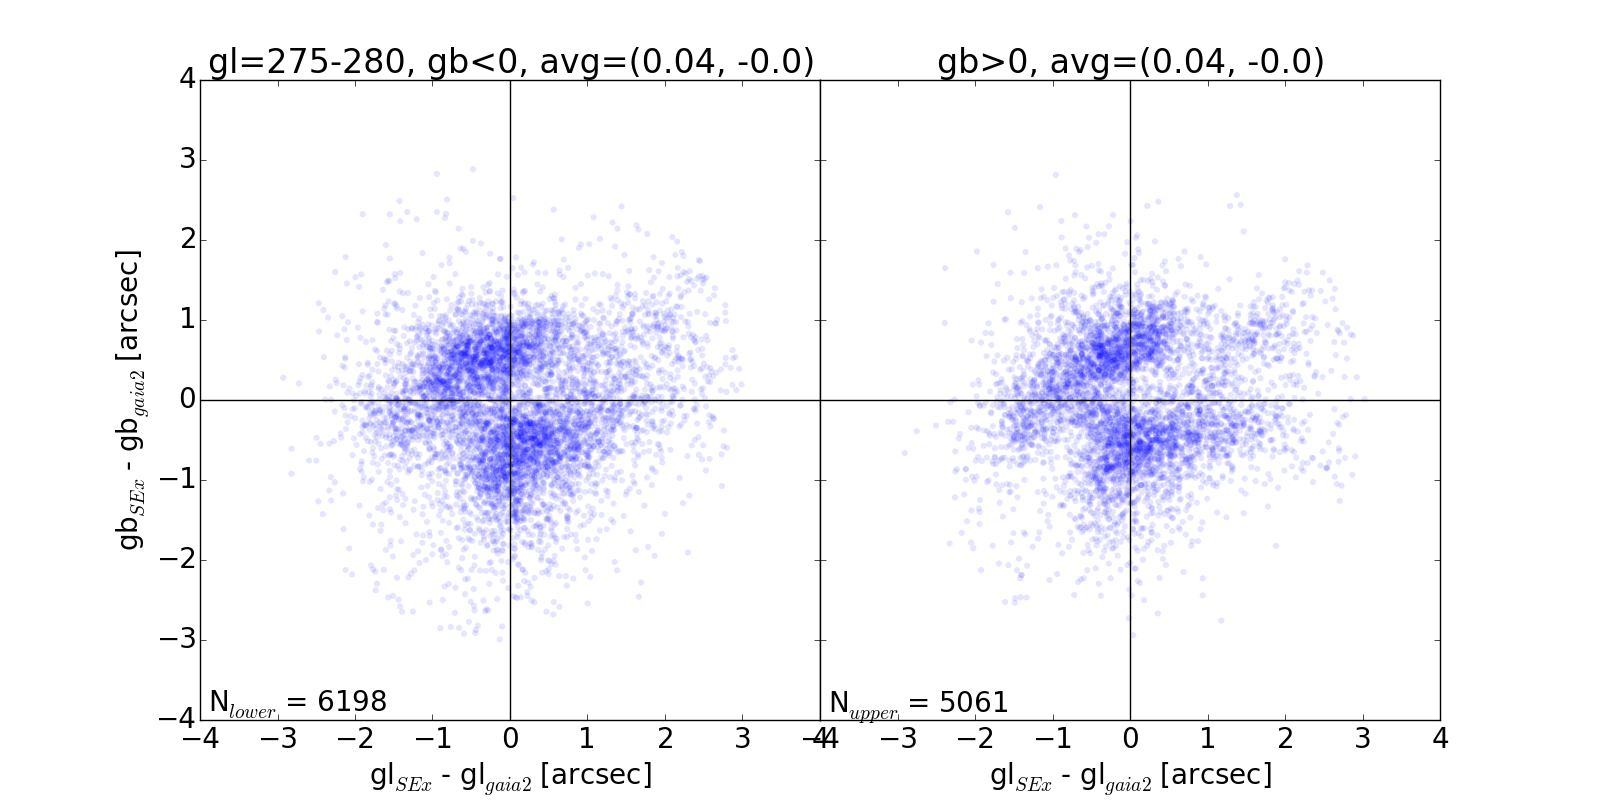 gl=275-280, gb<0, avg=(0.04, -0.0)
gb>0, avg=(0.04, -0.0)
4
3
2
1
0
−1
−2
−3
−4
gb_SEx - gb_gaia2 [arcsec]
N_lower = 6198
N_upper = 5061
−4 −3 −2 −1 0 1 2 3 4
−4 −3 −2 −1 0 1 2 3 4
gl_SEx - gl_gaia2 [arcsec]
gl_SEx - gl_gaia2 [arcsec]